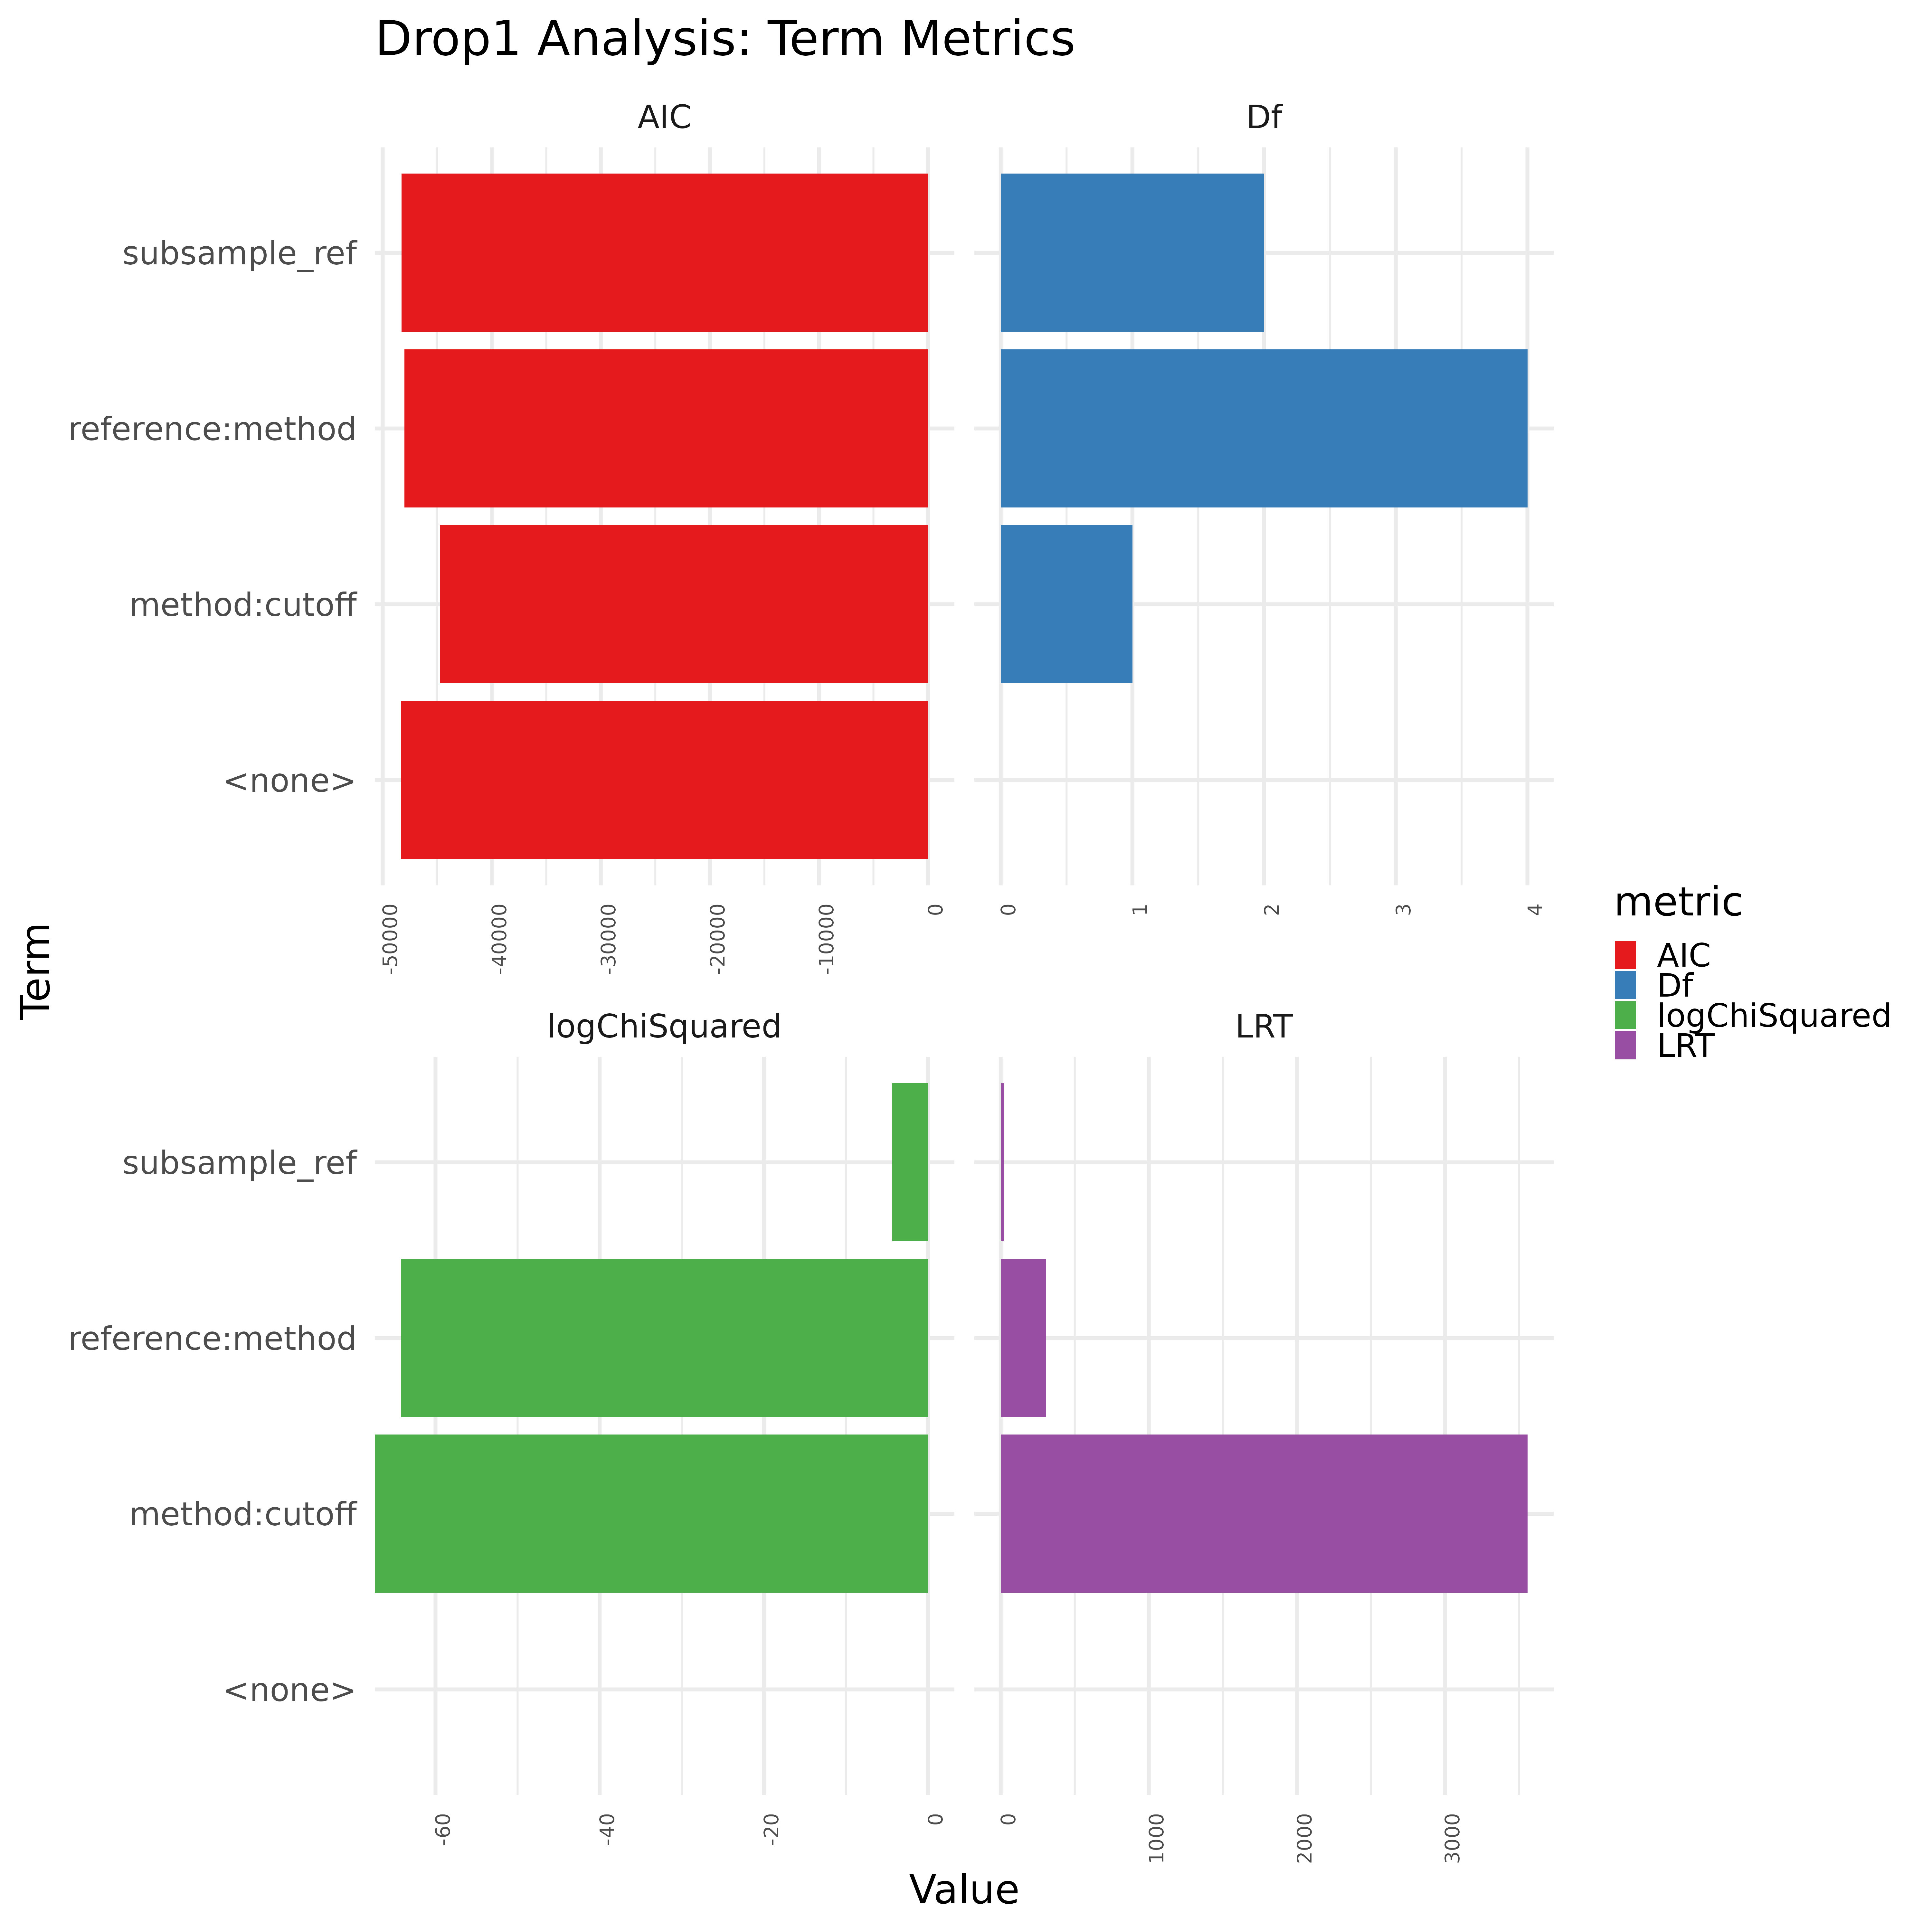 Drop1 Analysis: Term Metrics
AIC
Df
subsample_ref
reference:method
method:cutoff
<none>
-50000
-40000
-30000
-20000
-10000
0
0
1
2
3
4
Term
logChiSquared
LRT
subsample_ref
reference:method
method:cutoff
<none>
-60
-40
-20
0
0
1000
2000
3000
Value
metric
AIC
Df
logChiSquared
LRT